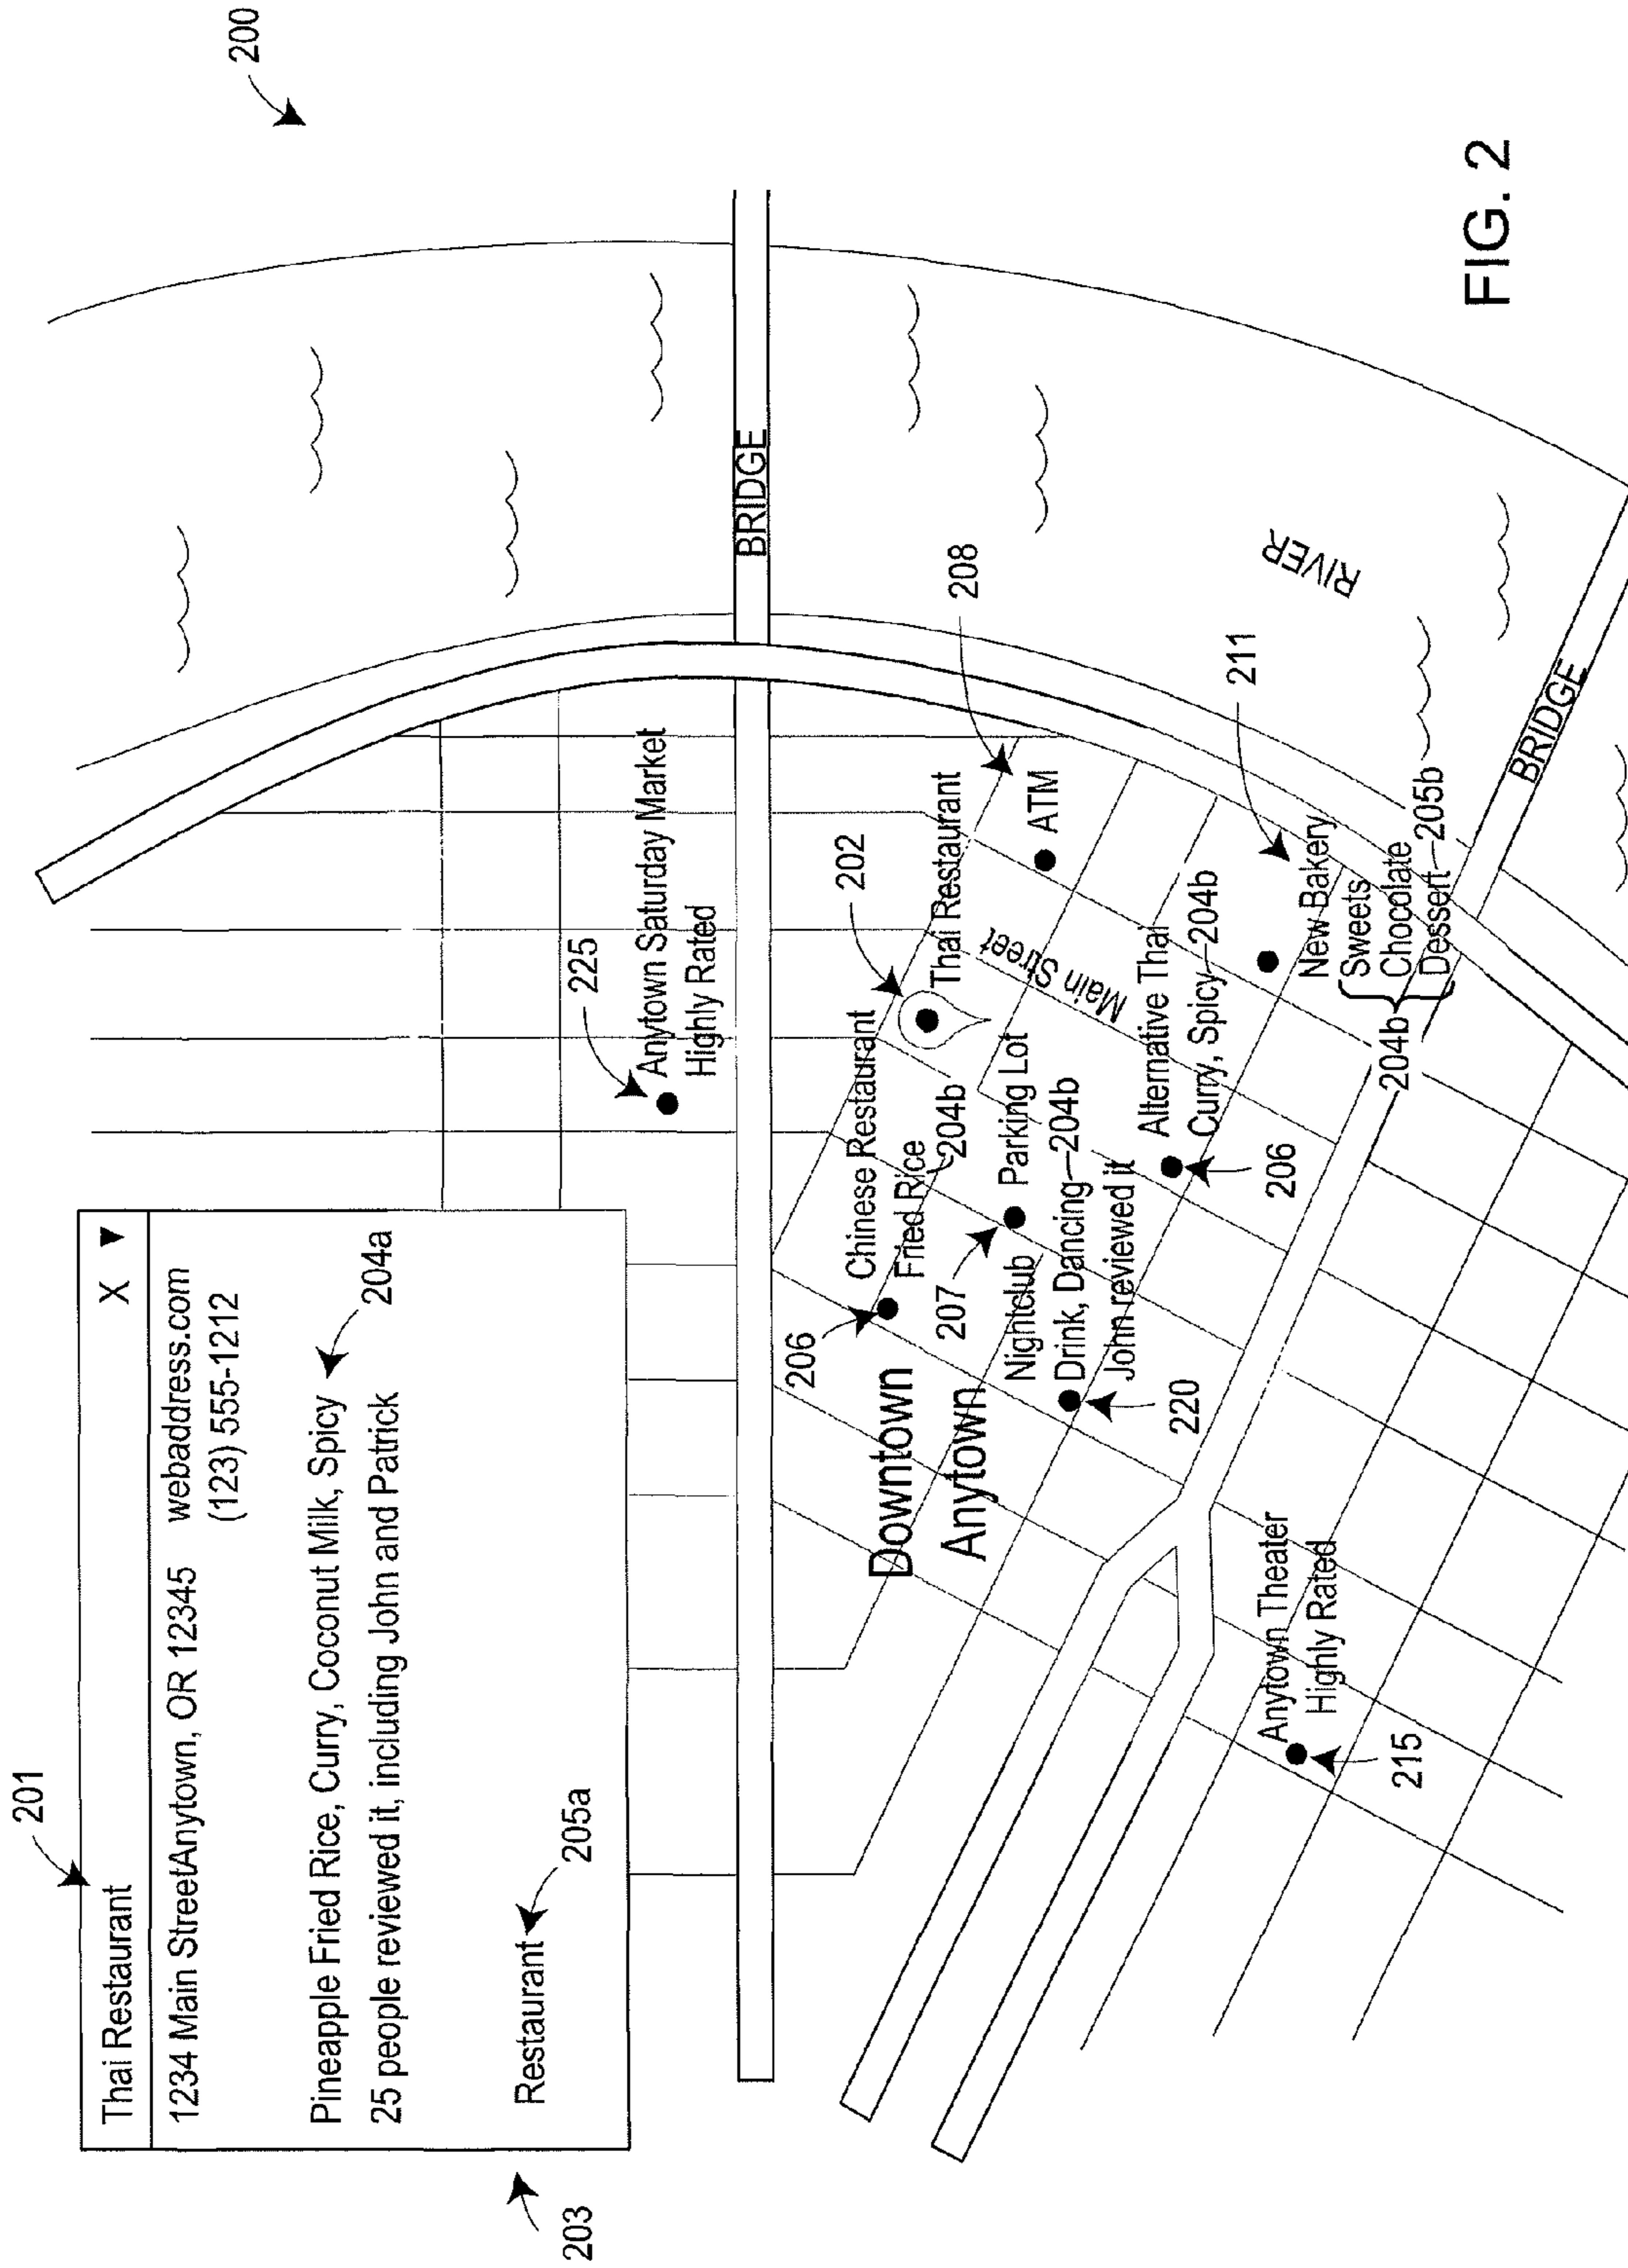 200
201
Thai Restaurant X
1234 Main StreetAnytown, OR 12345 webaddress.com
(123) 555-1212
Pineapple Fried Rice, Curry, Coconut Milk, Spicy
204a
25 people reviewed it, including John and Patrick
Restaurant
205a
203
225
Anytown Saturday Market
Highly Rated
BRIDGE
206
Chinese Restaurant
Fried Rice
204b
202
Thai Restaurant
Main Street
208
ATM
Downtown
Anytown
207
Parking Lot
Nightclub
Drink, Dancing
204b
John reviewed it
220
Alternative Thai
Curry, Spicy
204b
206
211
New Bakery
Sweets
Chocolate
Dessert
205b
204b
RIVER
BRIDGE
Anytown Theater
Highly Rated
215
FIG. 2